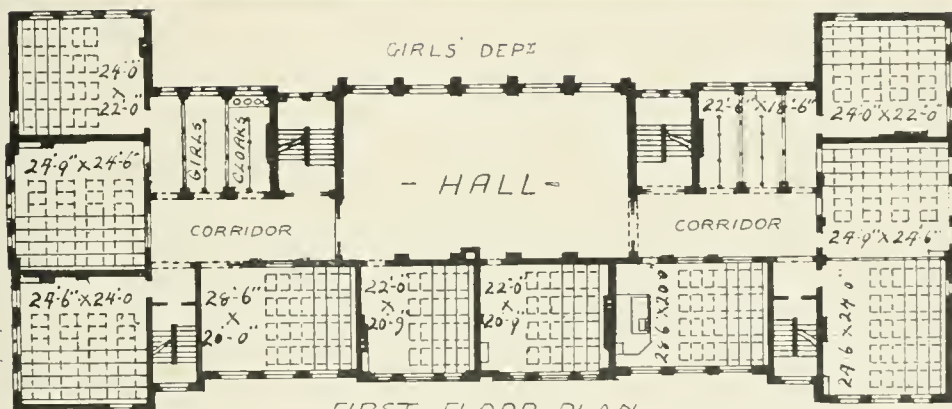 GIRLS' DEPT
24'·0"
X
22'·0"
GIRLS
CLOAKS
22'·6" X 18'·6"
24'·0 X 22'·0
24'·9" X 24'·6"
- HALL -
CORRIDOR
CORRIDOR
24'·9" X 24'·6"
24'·6" X 24'·0
28'·6"
X
20'·0"
22'·0
X
20'·9"
22'·0
X
20'·9
28'·6 X 20'·0
24'·6 X 24'·0
FIRST FLOOR PLAN